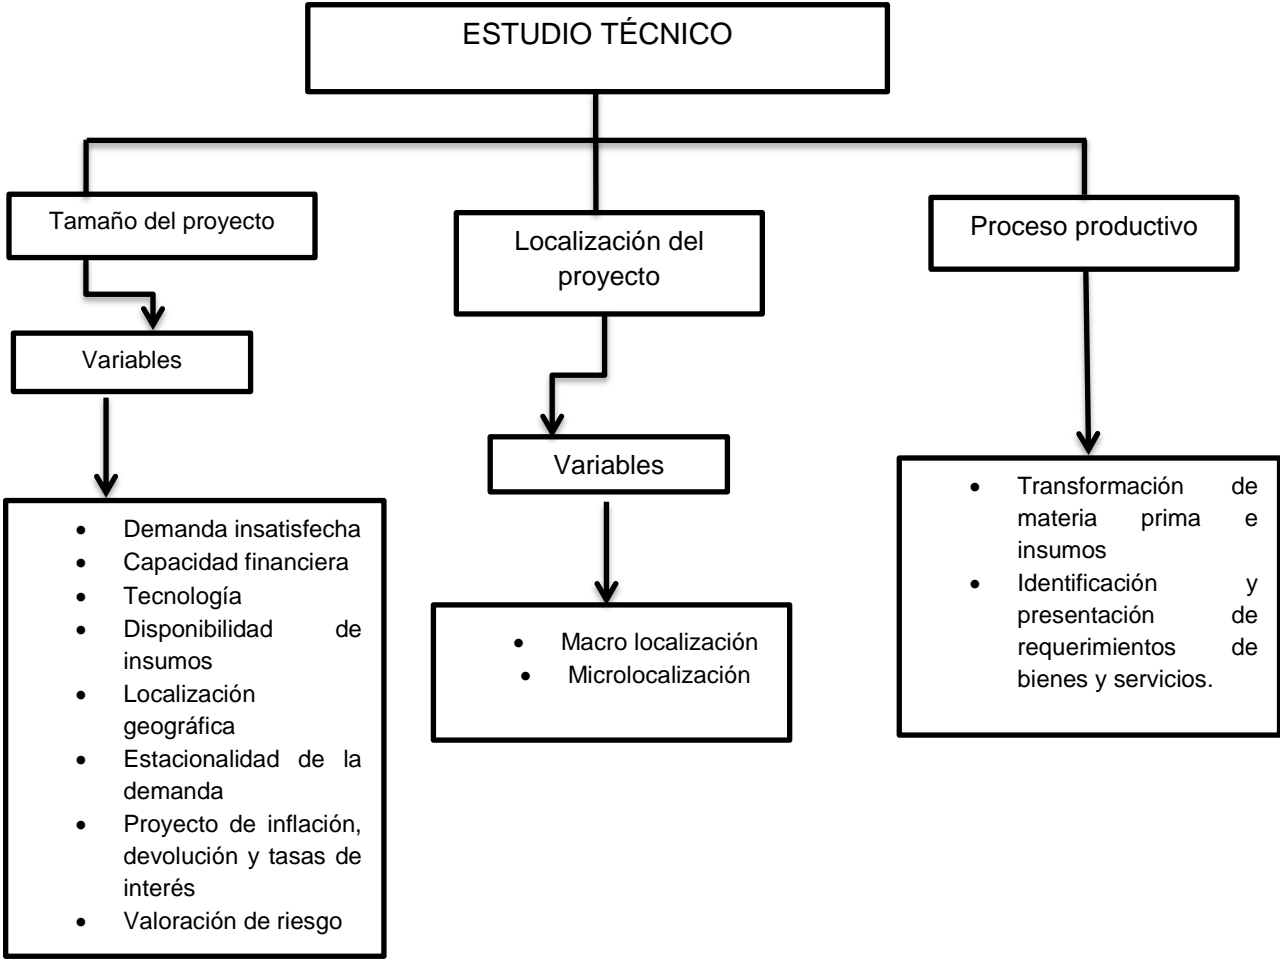 ESTUDIO TÉCNICO
Tamaño del proyecto
Variables
• Demanda insatisfecha
• Capacidad financiera
• Tecnología
• Disponibilidad de
insumos
• Localización
geográfica
• Estacionalidad de la
demanda
• Proyecto de inflación,
devolución y tasas de
interés
• Valoración de riesgo
Localización del
proyecto
Variables
• Macro localización
• Microlocalización
Proceso productivo
• Transformación de
materia prima e
insumos
• Identificación y
presentación de
requerimientos de
bienes y servicios.